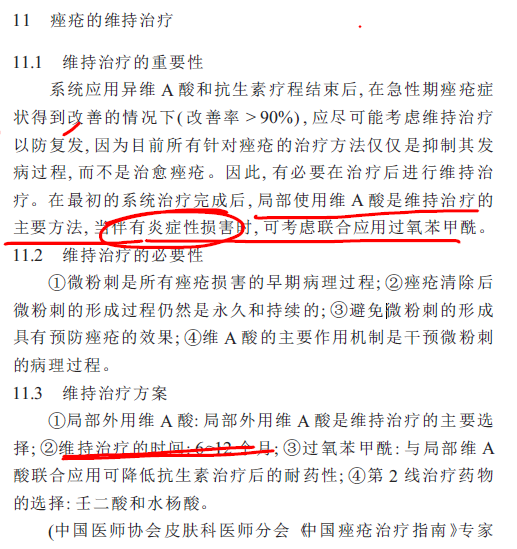 11 痤疮的维持治疗
11.1 维持治疗的重要性
系统应用异维 A 酸和抗生素疗程结束后, 在急性期痤疮症
状得到改善的情况下(改善率 > 90%), 应尽可能考虑维持治疗
以防复发, 因为目前所有针对痤疮的治疗方法仅仅是抑制其发
病过程, 而不是治愈痤疮。因此, 有必要在治疗后进行维持治
疗。在最初的系统治疗完成后, 局部使用维 A 酸是维持治疗的
主要方法, 当伴有炎症性损害时, 可考虑联合应用过氧苯甲酰。
11.2 维持治疗的必要性
①微粉刺是所有痤疮损害的早期病理过程; ②痤疮清除后
微粉刺的形成过程仍然是永久和持续的; ③避免微粉刺的形成
具有预防痤疮的效果; ④维 A 酸的主要作用机制是干预微粉刺
的病理过程。
11.3 维持治疗方案
①局部外用维 A 酸: 局部外用维 A 酸是维持治疗的主要选
择; ②维持治疗的时间: 6~12 个月; ③过氧苯甲酰: 与局部维 A
酸联合应用可降低抗生素治疗后的耐药性; ④第 2 线治疗药物
的选择: 壬二酸和水杨酸。
(中国医师协会皮肤科医师分会《中国痤疮治疗指南》专家